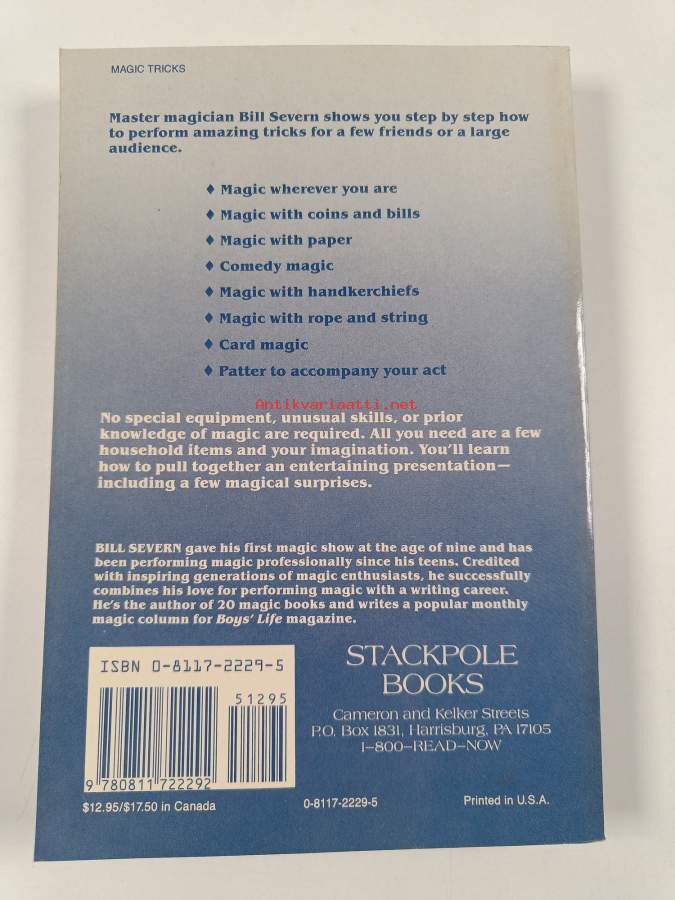 MAGIC TRICKS
Master magician Bill Severn shows you step by step how
to perform amazing tricks for a few friends or a large
audience.
♦ Magic wherever you are
♦ Magic with coins and bills
♦ Magic with paper
♦ Comedy magic
♦ Magic with handkerchiefs
♦ Magic with rope and string
♦ Card magic
♦ Patter to accompany your act
Antikvariaatti.net
No special equipment, unusual skills, or prior
knowledge of magic are required. All you need are a few
household items and your imagination. You'll learn
how to pull together an entertaining presentation—
including a few magical surprises.
BILL SEVERN gave his first magic show at the age of nine and has
been performing magic professionally since his teens. Credited
with inspiring generations of magic enthusiasts, he successfully
combines his love for performing magic with a writing career.
He's the author of 20 magic books and writes a popular monthly
magic column for Boys' Life magazine.
ISBN 0-8117-2229-5
51295
9 780811 722292
STACKPOLE
BOOKS
Cameron and Kelker Streets
P.O. Box 1831, Harrisburg, PA 17105
1-800-READ-NOW
$12.95/$17.50 in Canada
0-8117-2229-5
Printed in U.S.A.